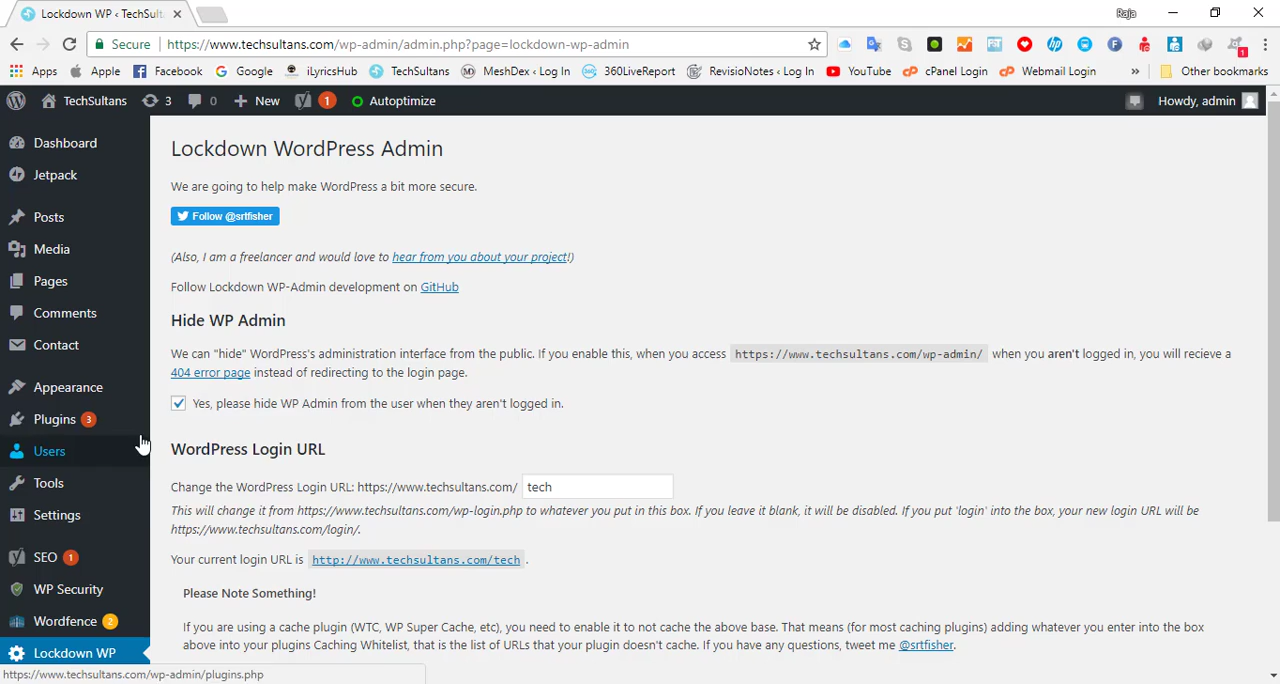 Lockdown WP ‹ TechSult
Raja
Secure
https://www.techsultans.com/wp-admin/admin.php?page=lockdown-wp-admin
Apps
Apple
Facebook
Google
iLyricsHub
TechSultans
MeshDex ‹ Log In
360LiveReport
RevisioNotes ‹ Log In
YouTube
cPanel Login
Webmail Login
»
Other bookmarks
TechSultans
3
0
New
1
Autoptimize
Howdy, admin
Dashboard
Jetpack
Posts
Media
Pages
Comments
Contact
Appearance
Plugins 3
Users
Tools
Settings
SEO 1
WP Security
Wordfence 2
Lockdown WP
Lockdown WordPress Admin
We are going to help make WordPress a bit more secure.
Follow @srtfisher
(Also, I am a freelancer and would love to hear from you about your project!)
Follow Lockdown WP-Admin development on GitHub
Hide WP Admin
We can "hide" WordPress's administration interface from the public. If you enable this, when you access https://www.techsultans.com/wp-admin/ when you aren't logged in, you will recieve a
404 error page instead of redirecting to the login page.
Yes, please hide WP Admin from the user when they aren't logged in.
WordPress Login URL
Change the WordPress Login URL: https://www.techsultans.com/ tech
This will change it from https://www.techsultans.com/wp-login.php to whatever you put in this box. If you leave it blank, it will be disabled. If you put 'login' into the box, your new login URL will be
https://www.techsultans.com/login/.
Your current login URL is http://www.techsultans.com/tech .
Please Note Something!
If you are using a cache plugin (WTC, WP Super Cache, etc), you need to enable it to not cache the above base. That means (for most caching plugins) adding whatever you enter into the box
above into your plugins Caching Whitelist, that is the list of URLs that your plugin doesn't cache. If you have any questions, tweet me @srtfisher.
https://www.techsultans.com/wp-admin/plugins.php